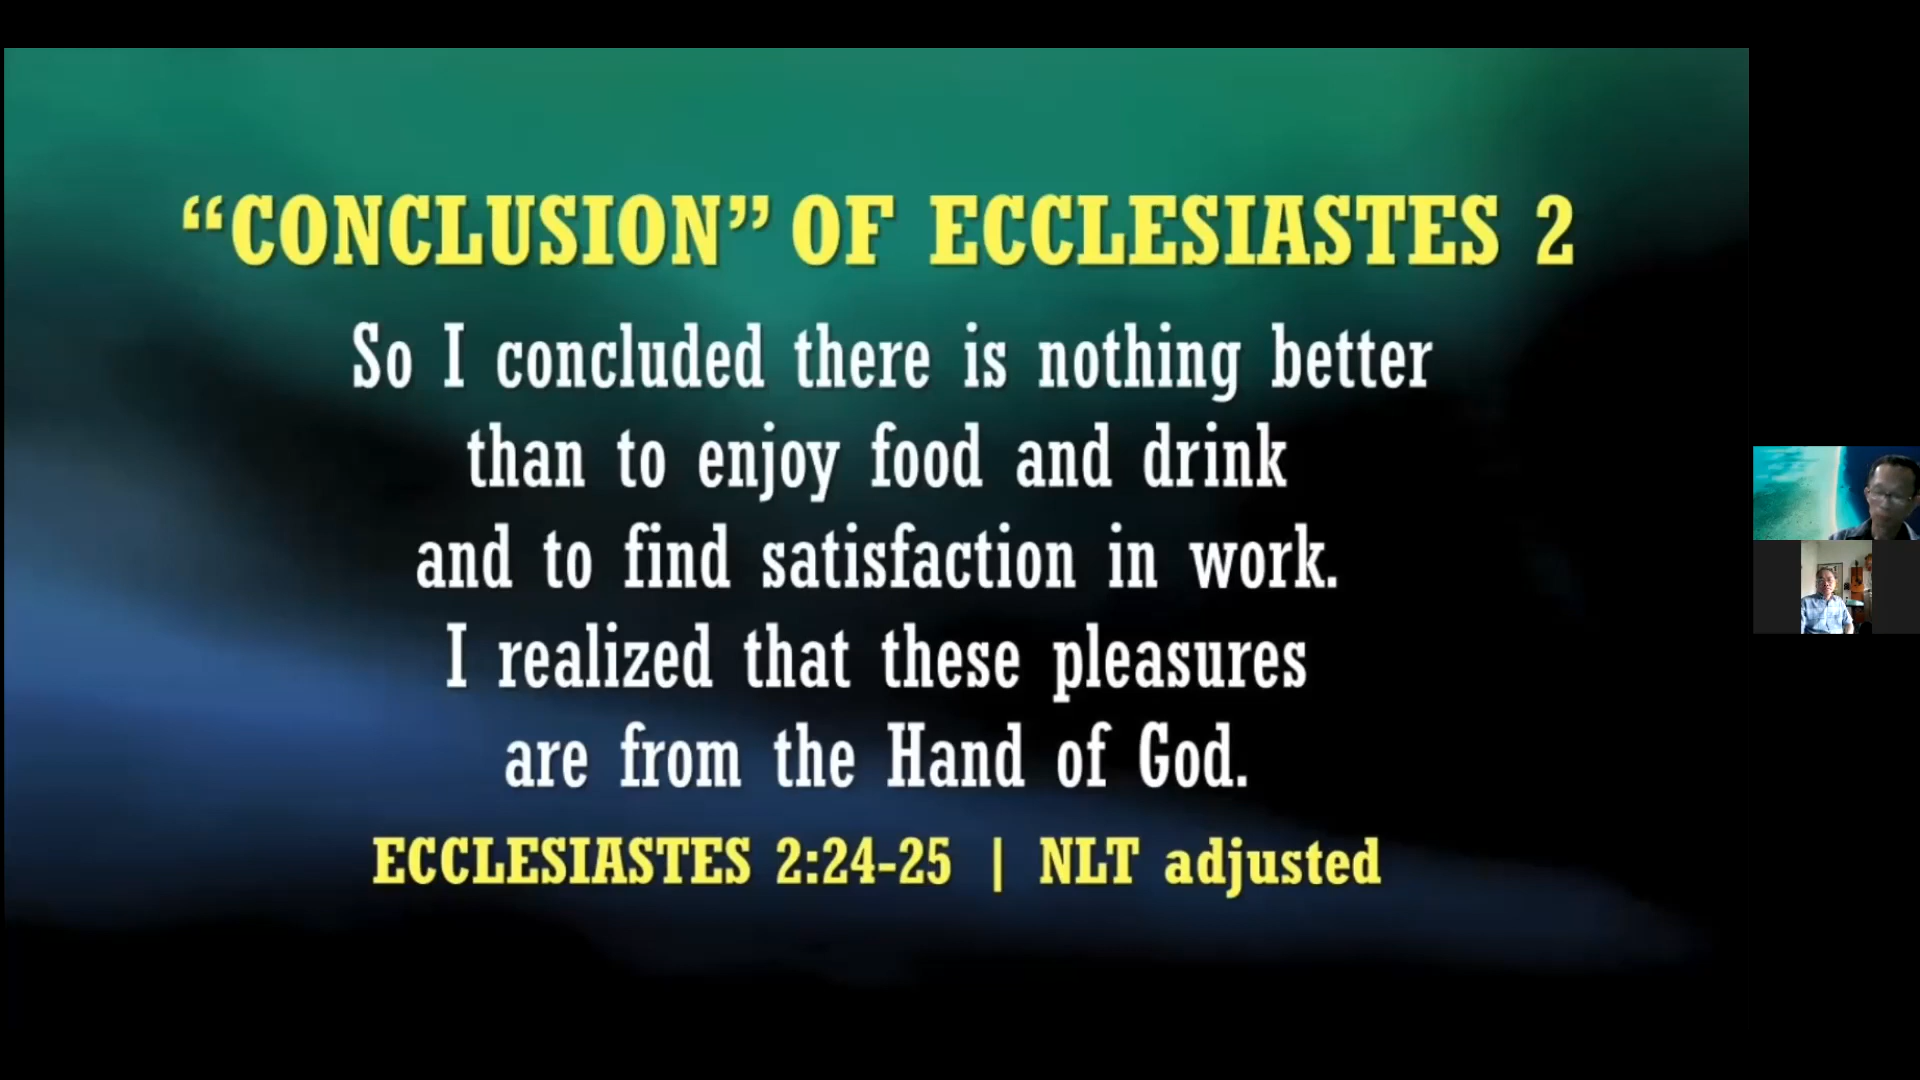 “CONCLUSION” OF ECCLESIASTES 2
So I concluded there is nothing better
than to enjoy food and drink
and to find satisfaction in work.
I realized that these pleasures
are from the Hand of God.
ECCLESIASTES 2:24-25 | NLT adjusted